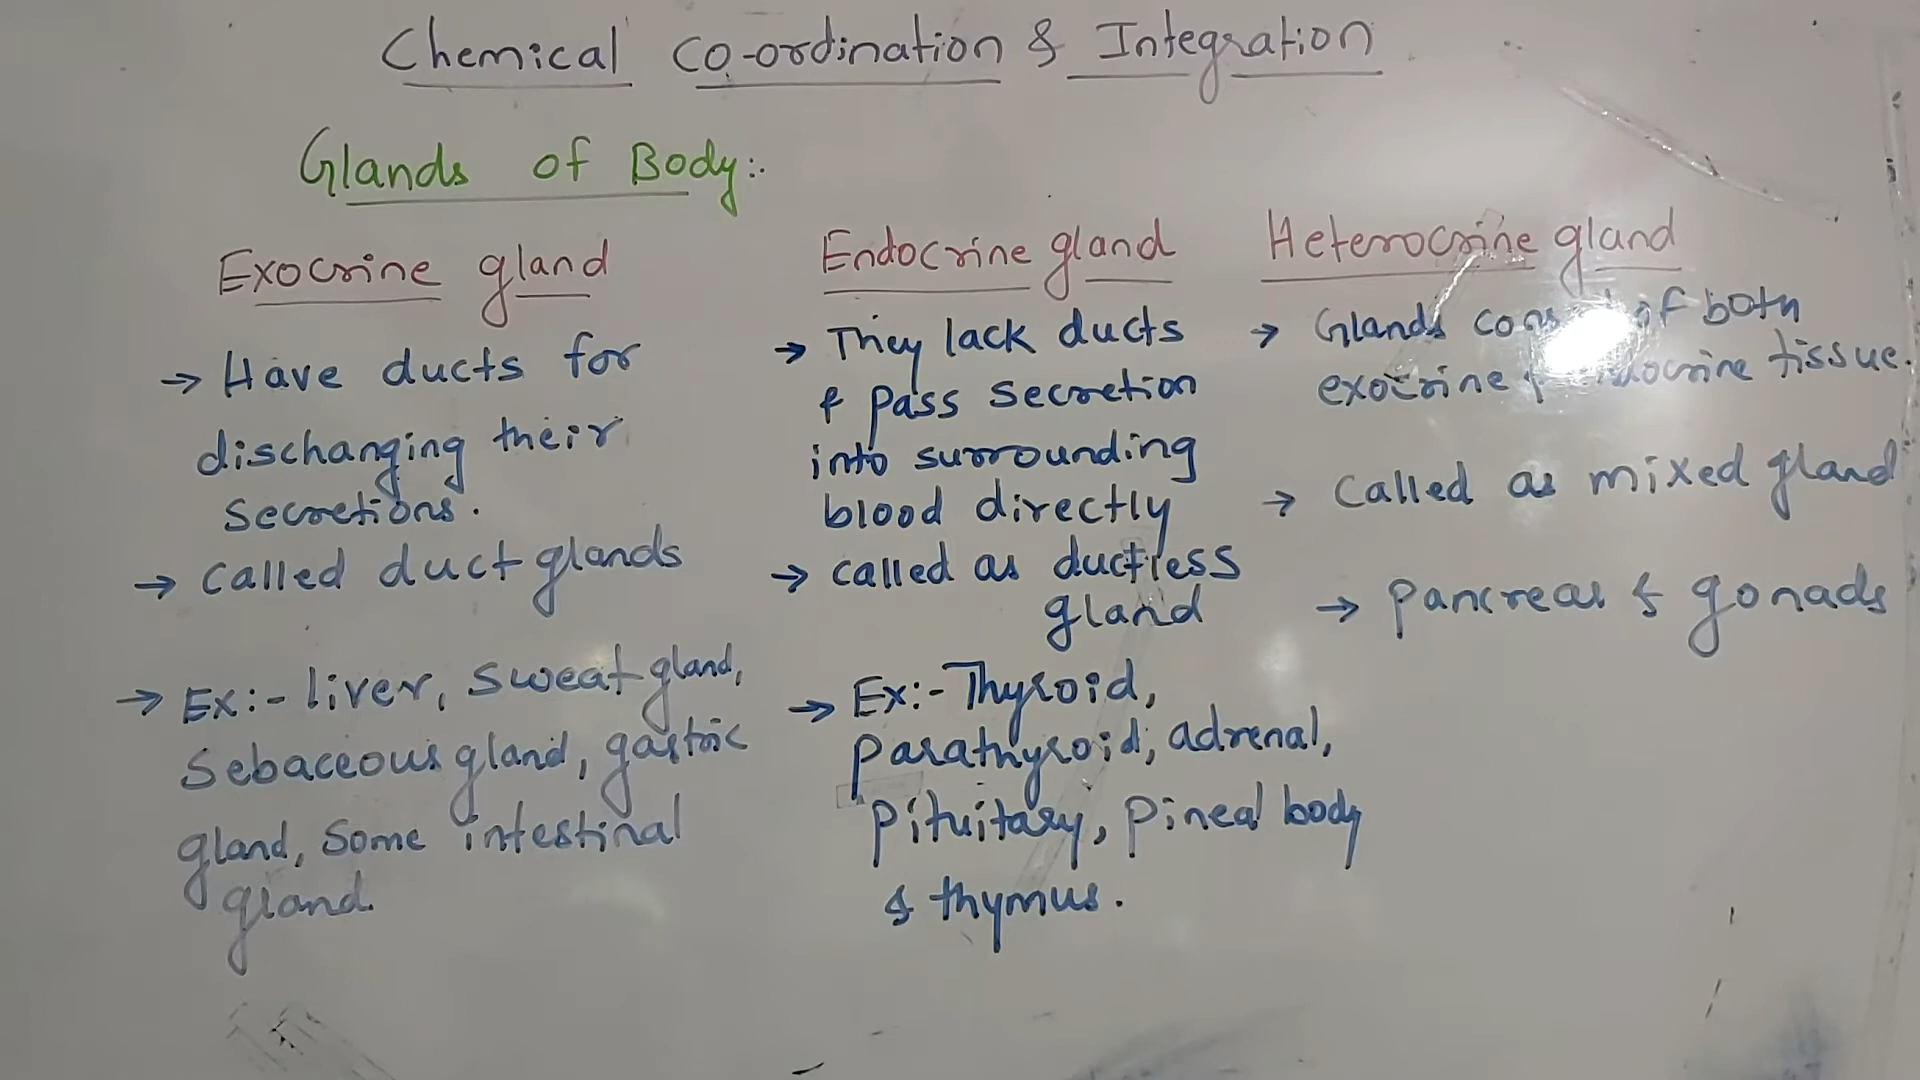 Chemical Co-ordination & Integration
Glands of Body:-
Exocrine gland
→ Have ducts for
dischanging their
secretions.
→ Called duct glands
→ Ex:- liver, sweat gland,
Sebaceous gland, gastric
gland, Some intestinal
gland.
Endocrine gland
→ They lack ducts
& pass secretion
into surrounding
blood directly
→ called as ductless
gland
→ Ex:- Thyroid,
Parathyroid, adrenal,
Pituitary, Pineal body
& thymus.
Heterocrine gland
→ Glands of both
exocrine tissue.
→ Called as mixed gland
→ Pancreas & gonads